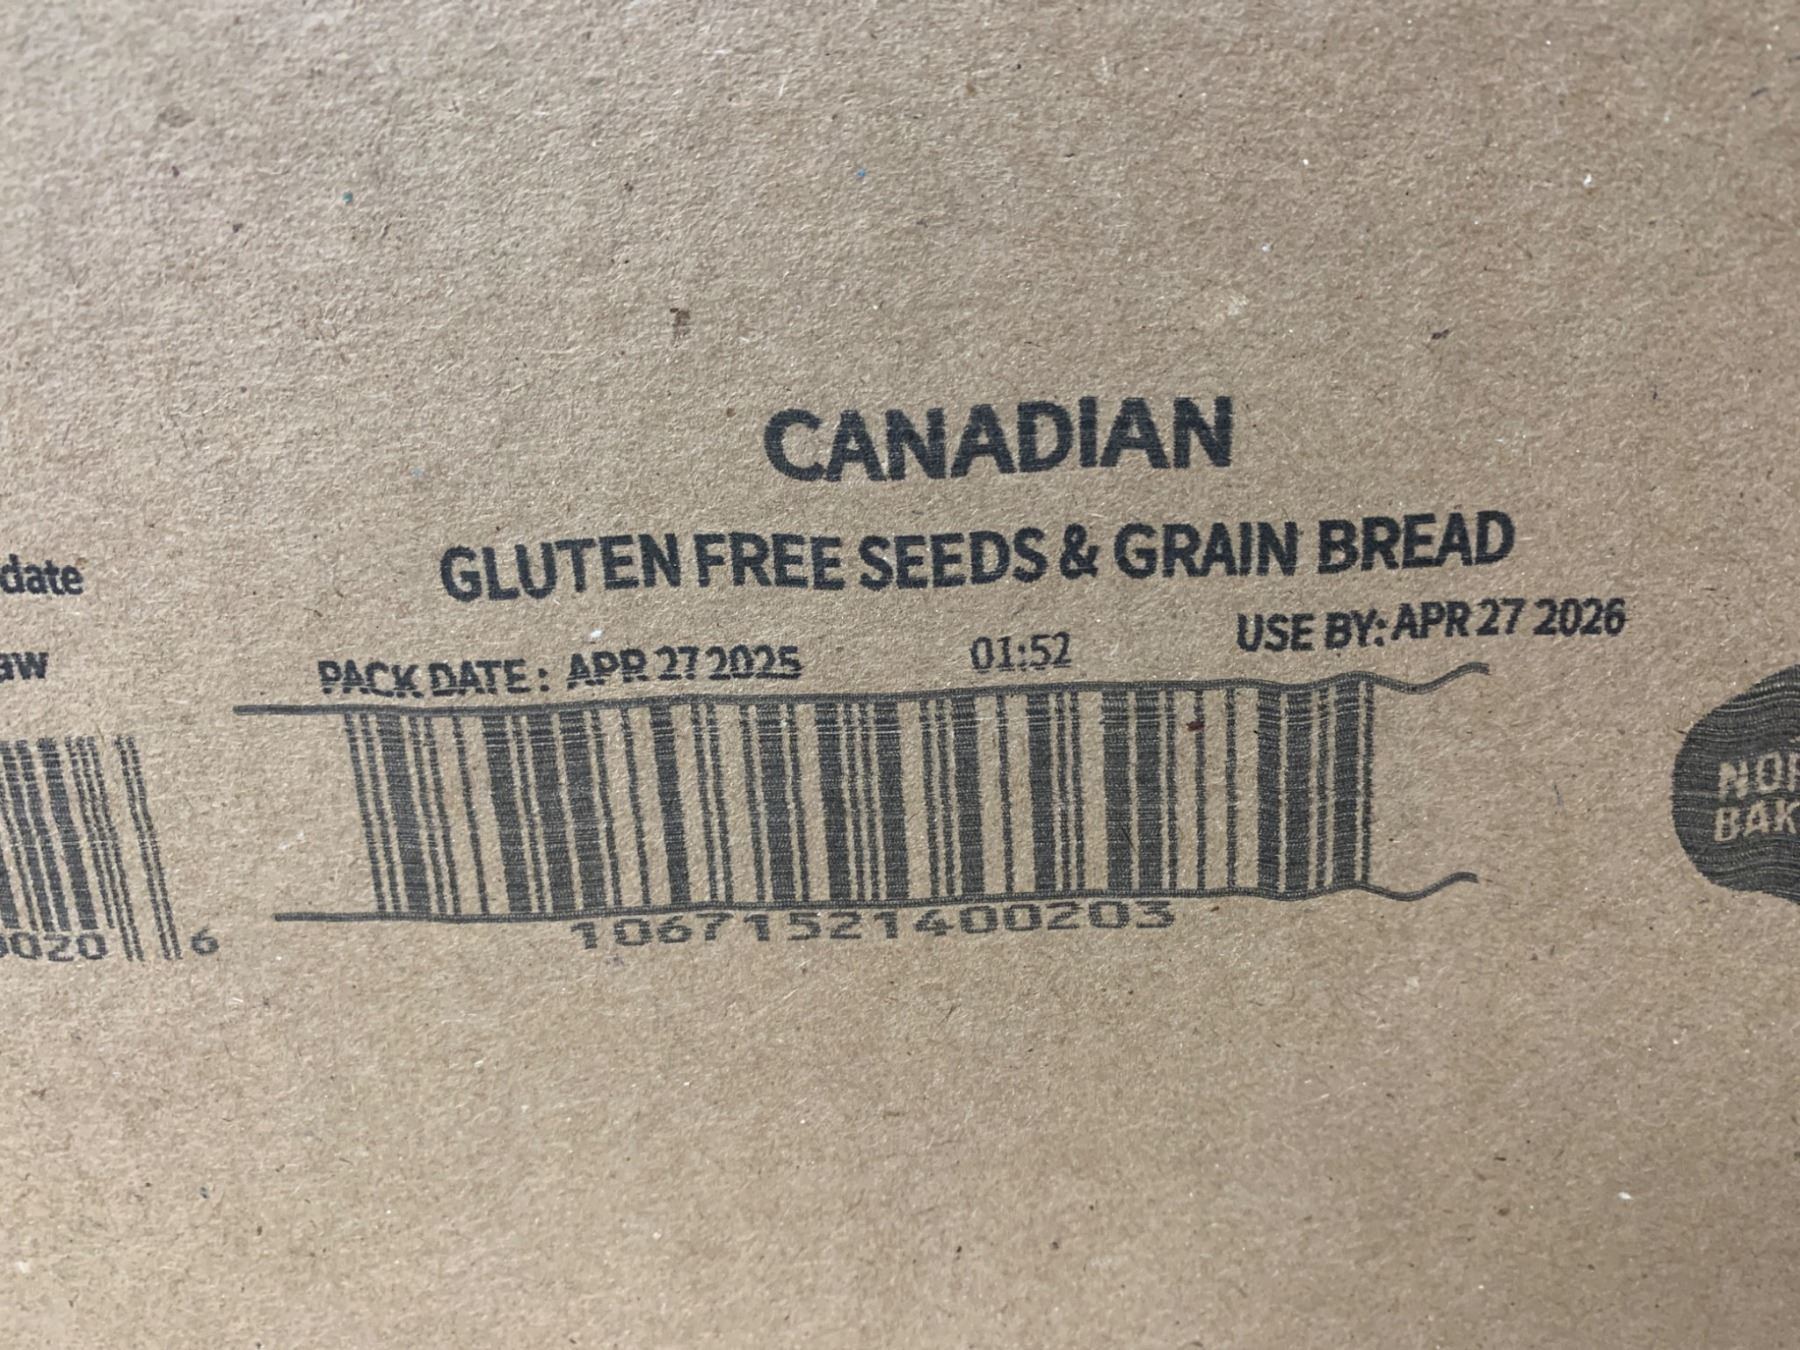 CANADIAN
GLUTEN FREE SEEDS & GRAIN BREAD
date
PACK DATE: APR 27 2025 01:52 USE BY: APR 27 2026
aw
0020 6
10671521400203